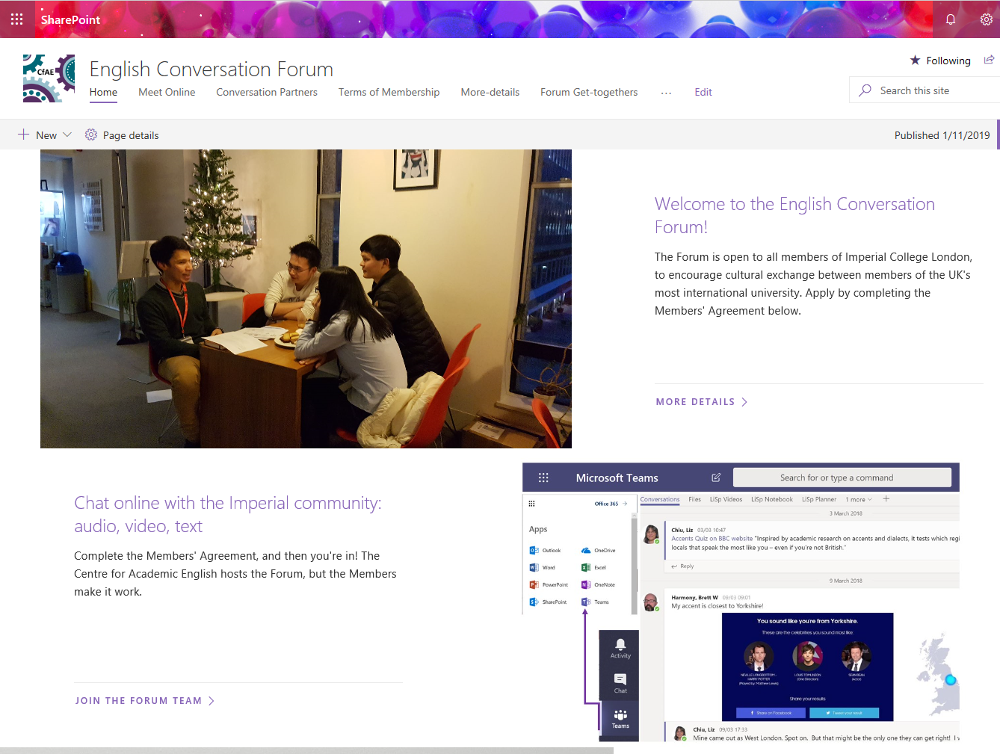 SharePoint
CfAE
English Conversation Forum
Following
Home
Meet Online
Conversation Partners
Terms of Membership
More-details
Forum Get-togethers
...
Edit
Search this site
New
Page details
Published 1/11/2019
Welcome to the English Conversation
Forum!
The Forum is open to all members of Imperial College London,
to encourage cultural exchange between members of the UK's
most international university. Apply by completing the
Members' Agreement below.
MORE DETAILS
Chat online with the Imperial community:
audio, video, text
Complete the Members' Agreement, and then you're in! The
Centre for Academic English hosts the Forum, but the Members
make it work.
JOIN THE FORUM TEAM
Microsoft Teams
Search for or type a command
Office 365
Apps
Outlook
OneDrive
Word
Excel
PowerPoint
OneNote
SharePoint
Teams
Activity
Chat
Teams
Conversations
Files
LiSp Videos
LiSp Notebook
LiSp Planner
1 more
3 March 2018
Chiu, Liz 03/03 10:47
Accents Quiz on BBC website "Inspired by academic research on accents and dialects, it tests which regi
locals that speak the most like you – even if you're not British."
Reply
9 March 2018
Harmony, Brett W 09/03 09:01
My accent is closest to Yorkshire!
You sound like you're from Yorkshire.
These are the celebrities you sound most like:
NEVILLE LONGBOTTOM -
HARRY POTTER
(Played by: Matthew Lewis)
LOUIS TOMLINSON
(One Direction)
SEAN BEAN
(Actor)
Share your results
Share on Facebook
Tweet your result
Chiu, Liz 09/03 17:33
Mine came out as West London. Spot on. But that might be the only one they can get right! I